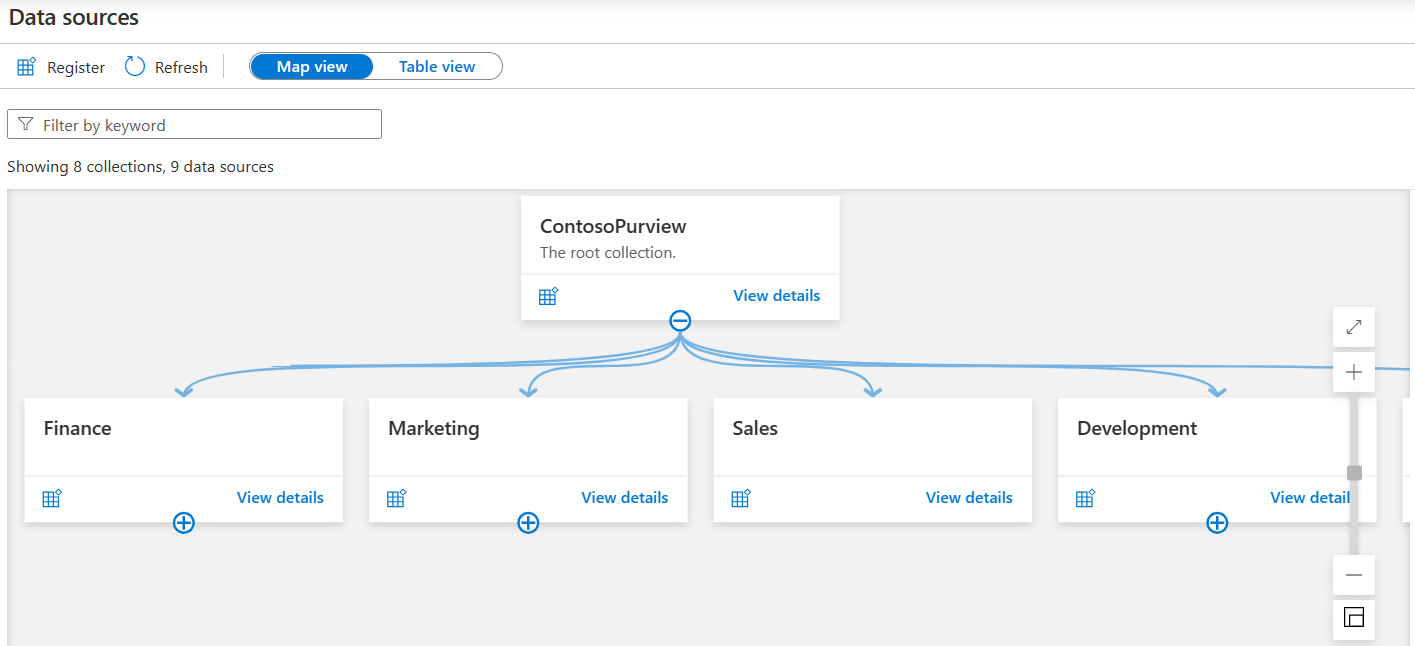 Data sources
Register Refresh Map view Table view
Filter by keyword
Showing 8 collections, 9 data sources
ContosoPurview
The root collection.
View details
Finance Marketing Sales Development
View details View details View details View detail